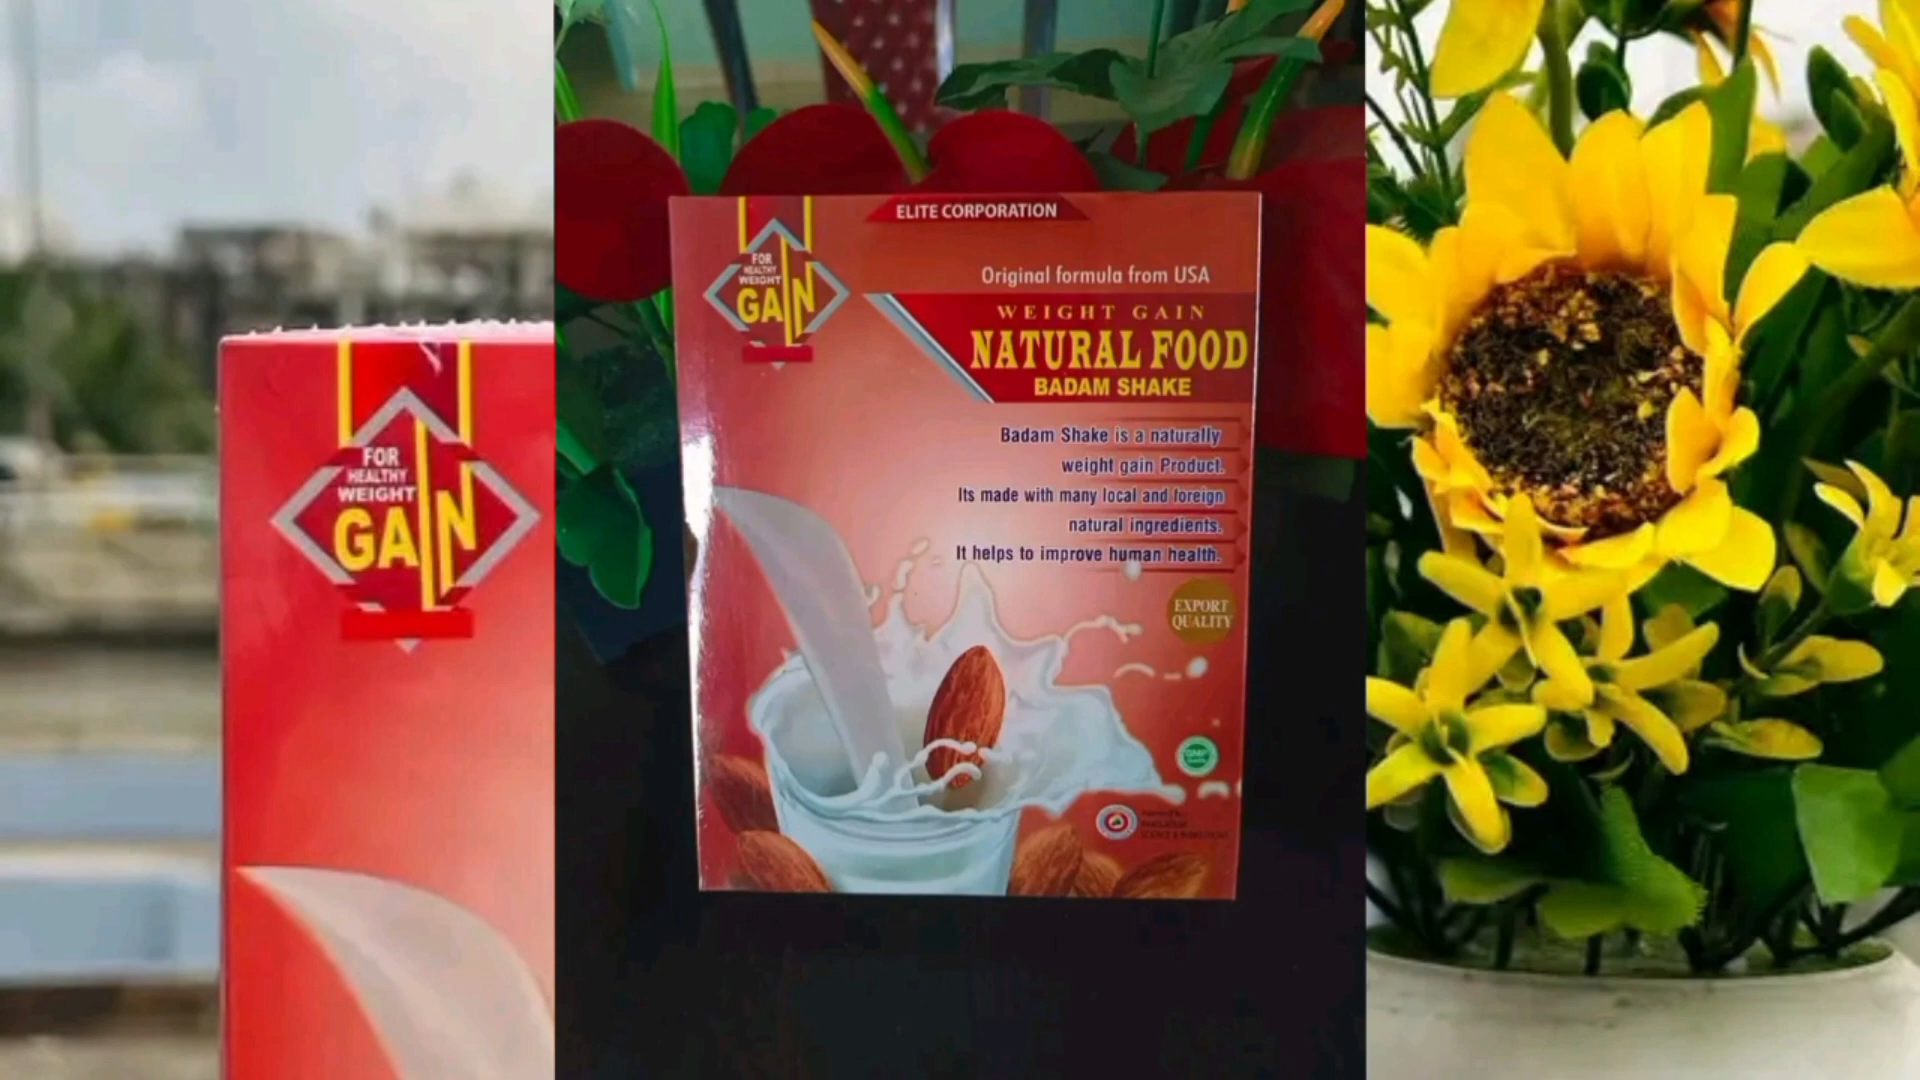 FOR
HEALTHY
WEIGHT
GAIN
ELITE CORPORATION
FOR
HEALTHY
WEIGHT
GAIN
Original formula from USA
WEIGHT GAIN
NATURAL FOOD
BADAM SHAKE
Badam Shake is a naturally
weight gain Product.
Its made with many local and foreign
natural ingredients.
It helps to improve human health.
EXPORT
QUALITY
GMP